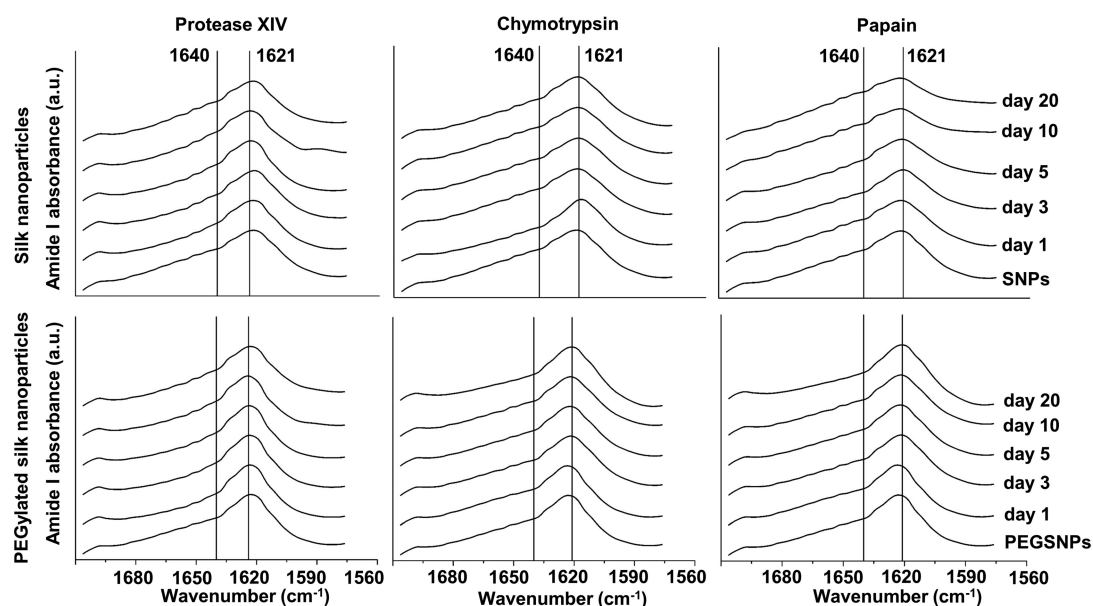 Protease XIV
Chymotrypsin
Papain
Silk nanoparticles
Amide I absorbance (a.u.)
1640 1621
1640 1621
1640 1621
day 20
day 10
day 5
day 3
day 1
SNPs
PEGylated silk nanoparticles
Amide I absorbance (a.u.)
day 20
day 10
day 5
day 3
day 1
PEGSNPs
1680 1650 1620 1590 1560
1680 1650 1620 1590 1560
1680 1650 1620 1590 1560
Wavenumber (cm⁻¹)
Wavenumber (cm⁻¹)
Wavenumber (cm⁻¹)